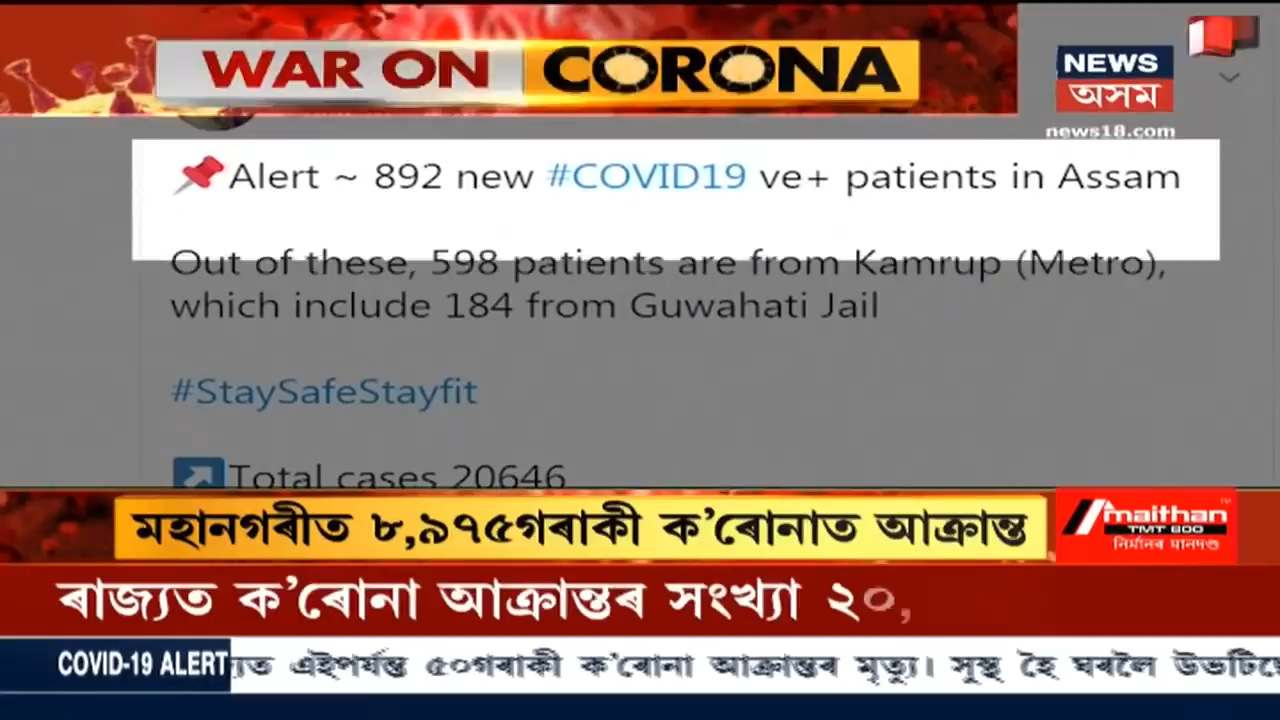 WAR ON CORONA
NEWS
অসম
news18.com
Alert ~ 892 new #COVID19 ve+ patients in Assam
Out of these, 598 patients are from Kamrup (Metro),
which include 184 from Guwahati Jail
#StaySafeStayfit
Total cases 20646
মহানগৰীত ৮,৯৭৫গৰাকী ক’ৰোনাত আক্ৰান্ত
maithan
TMT 600
নিৰ্মানৰ মানদণ্ড
ৰাজ্যত ক’ৰোনা আক্ৰান্তৰ সংখ্যা ২০,
COVID-19 ALERT
এইপৰ্যন্ত ৫০গৰাকী ক’ৰোনা আক্ৰান্তৰ মৃত্যু। সুস্থ হৈ ঘৰলৈ